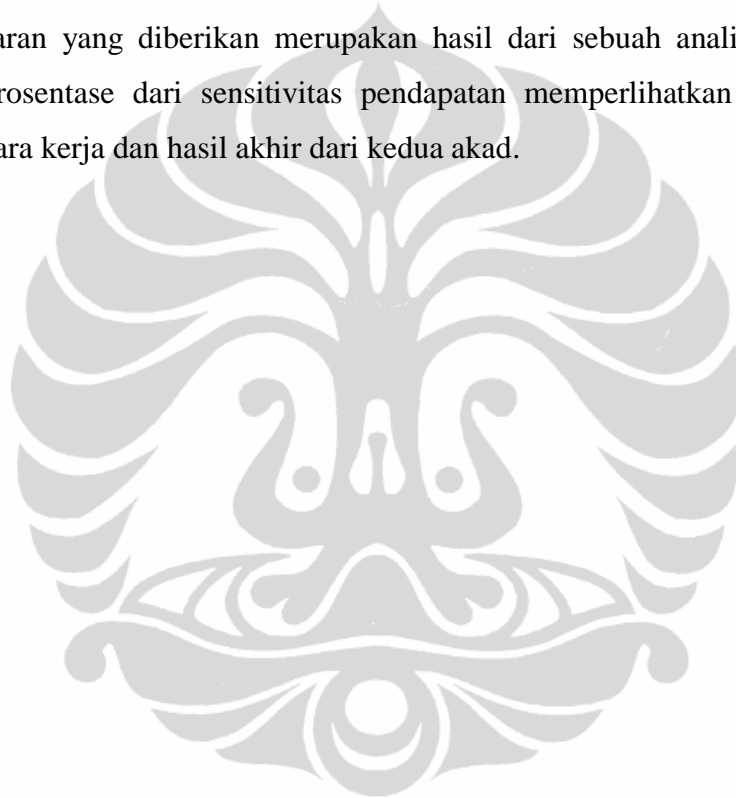 aran yang diberikan merupakan hasil dari sebuah anali
rosentase dari sensitivitas pendapatan memperlihatkan
ara kerja dan hasil akhir dari kedua akad.